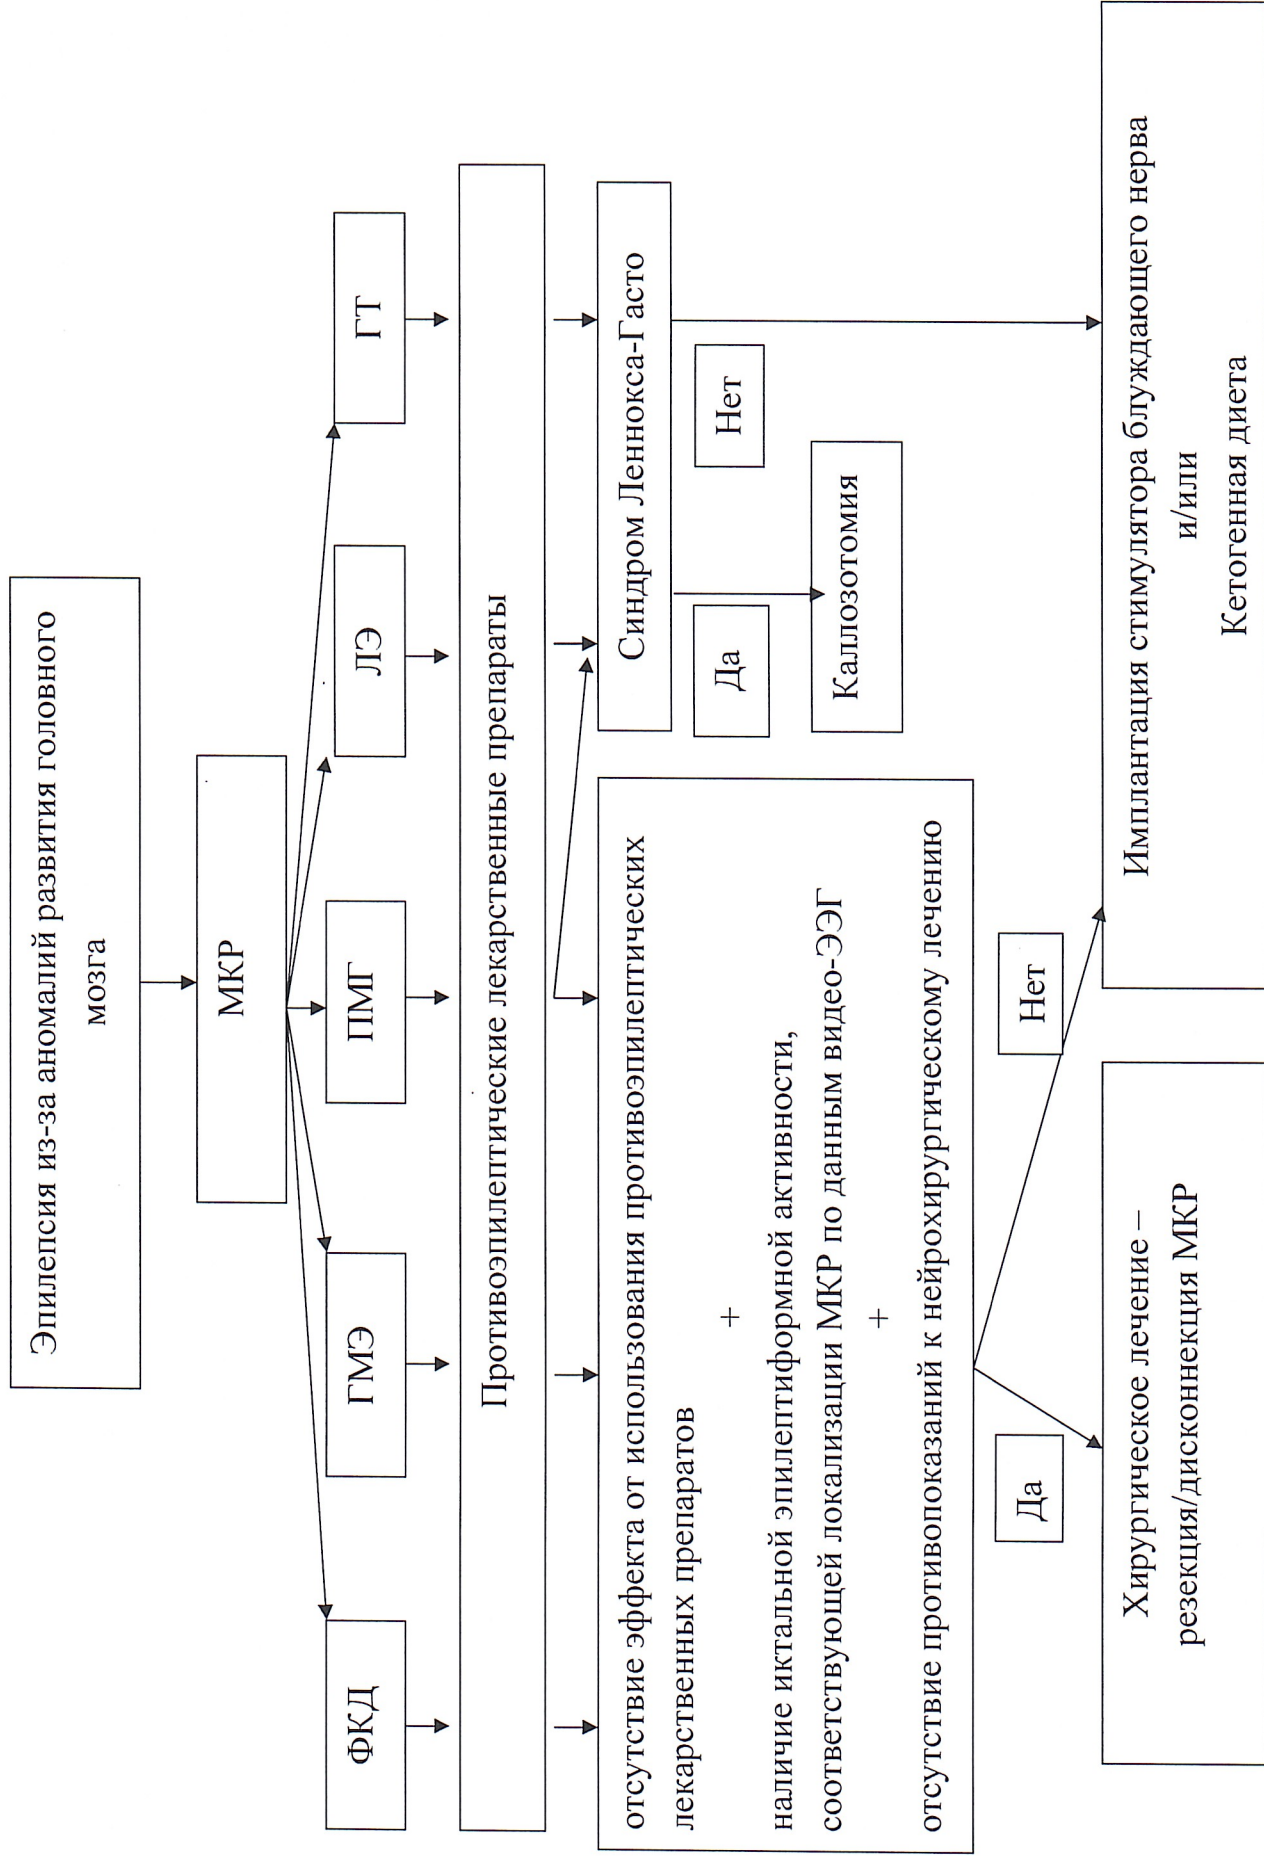 Эпилепсия из-за аномалий развития головного
мозга
МКР
ФКД
ГМЭ
ПМГ
ЛЭ
ГТ
Противоэпилептические лекарственные препараты
отсутствие эффекта от использования противоэпилептических
лекарственных препаратов
+
наличие иктальной эпилептиформной активности,
соответствующей локализации МКР по данным видео-ЭЭГ
+
отсутствие противопоказаний к нейрохирургическому лечению
Синдром Леннокса-Гасто
Да
Нет
Каллозотомия
Да
Нет
Хирургическое лечение –
резекция/дисконнекция МКР
Имплантация стимулятора блуждающего нерва
и/или
Кетогенная диета